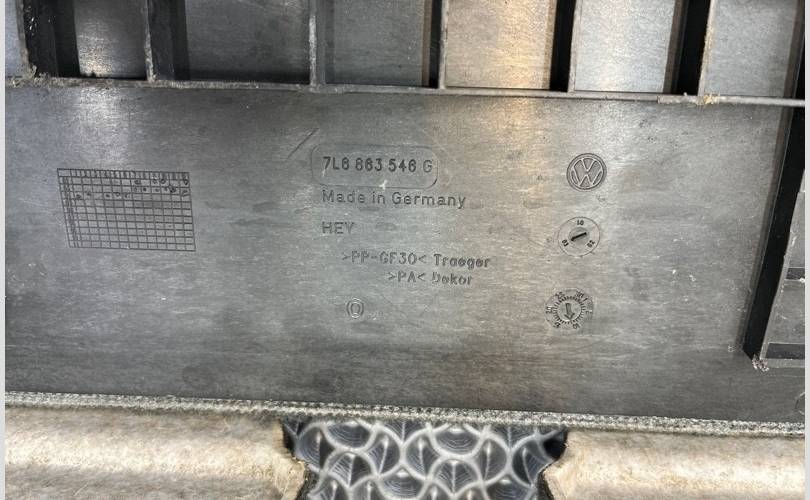 7L6 863 546 G
Made in Germany
HEY
>PP-GF30< Traeger
>PA< Dekor